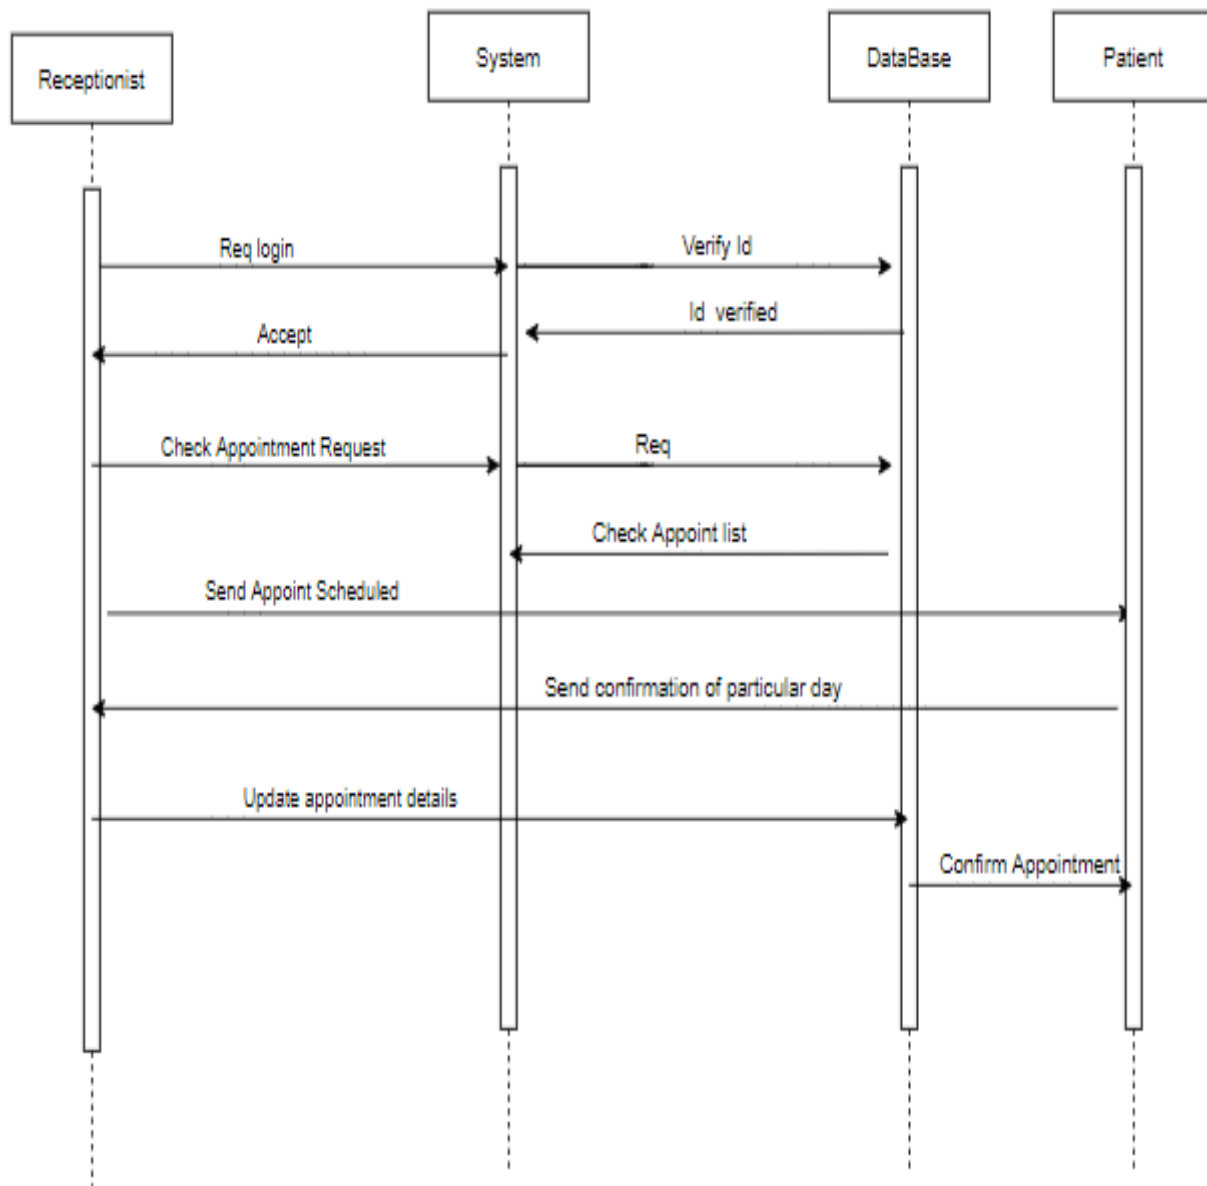 Receptionist
System
DataBase
Patient
Req login
Verify Id
Id verified
Accept
Check Appointment Request
Req
Check Appoint list
Send Appoint Scheduled
Send confirmation of particular day
Update appointment details
Confirm Appointment